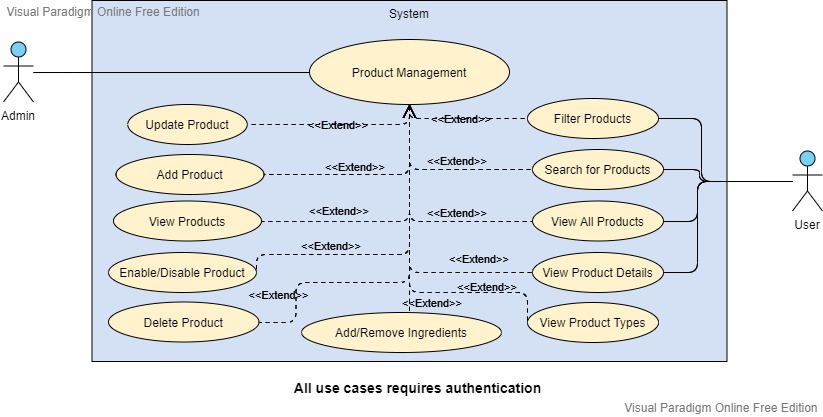 Visual Paradigm Online Free Edition
System
Admin
Product Management
Update Product
<<Extend>>
<<Extend>>
Filter Products
Add Product
<<Extend>>
<<Extend>>
Search for Products
View Products
<<Extend>>
<<Extend>>
View All Products
User
Enable/Disable Product
<<Extend>>
<<Extend>>
View Product Details
Delete Product
<<Extend>>
<<Extend>>
<<Extend>>
Add/Remove Ingredients
View Product Types
All use cases requires authentication
Visual Paradigm Online Free Edition